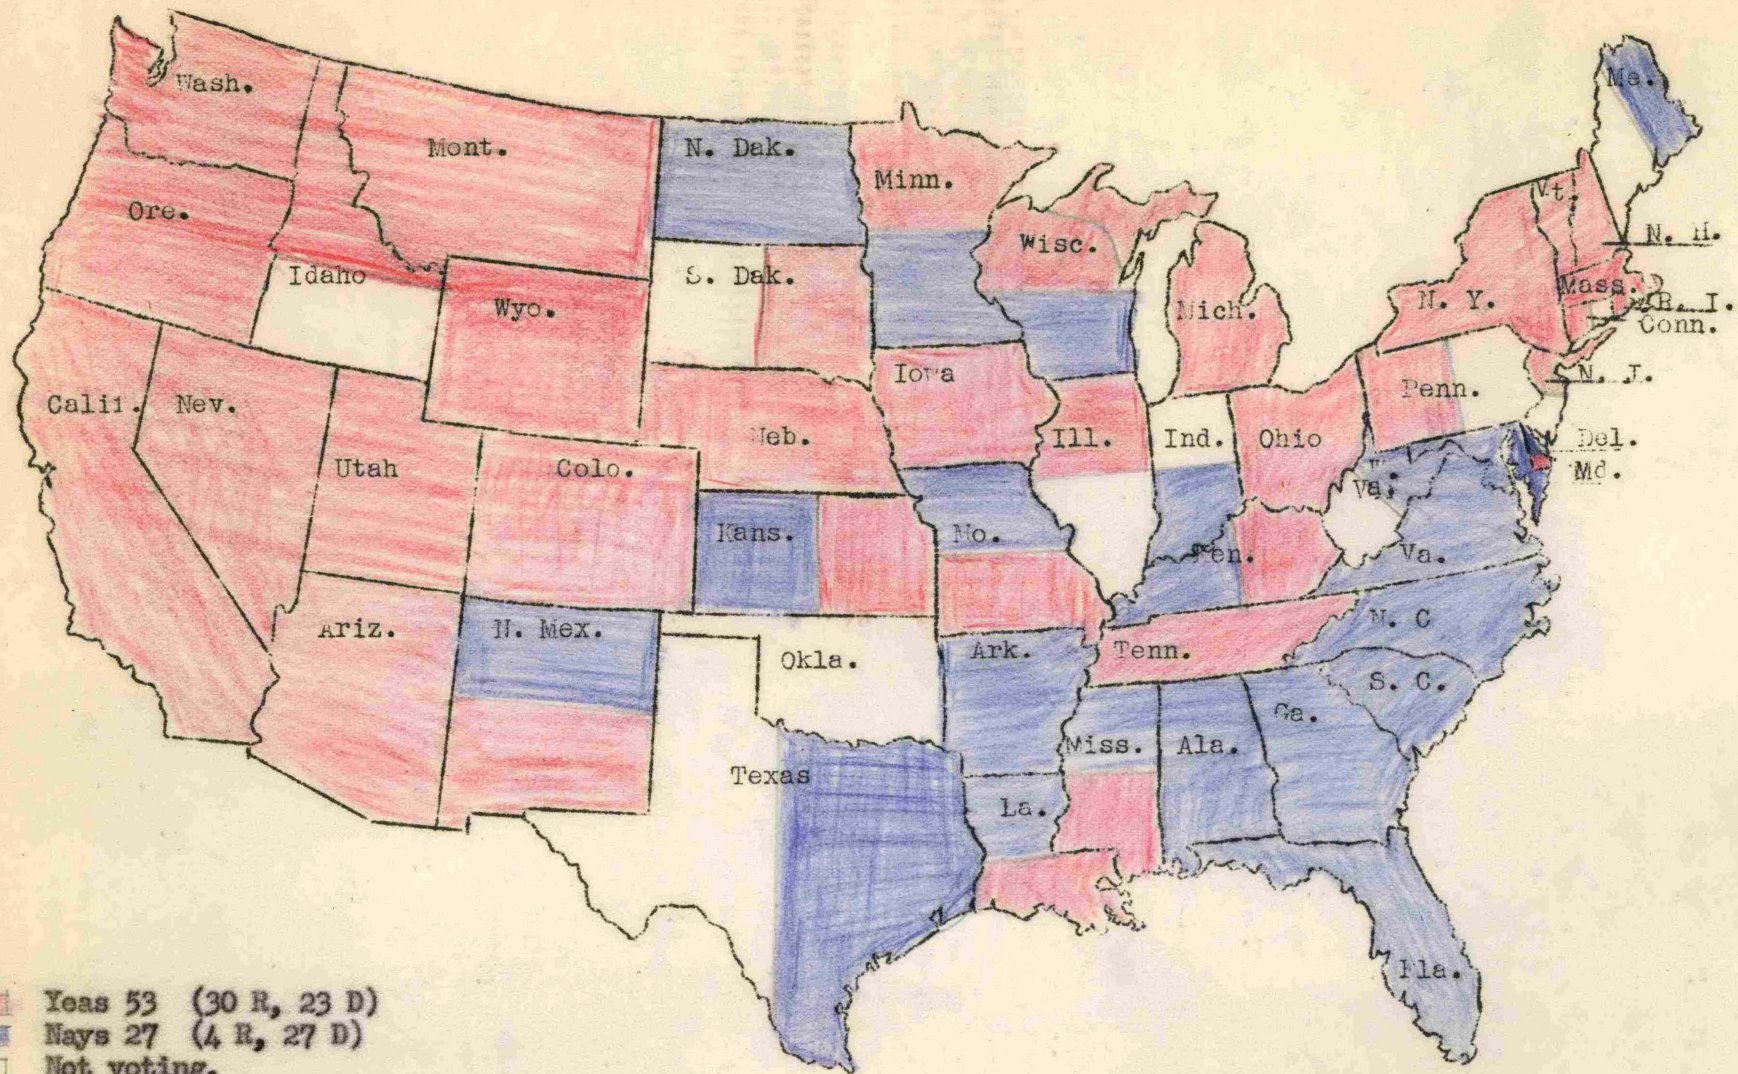 Wash.
Mont.
N. Dak.
Minn.
Me.
Ore.
Idaho
Wyo.
S. Dak.
Wisc.
Mich.
Vt.
N. H.
Mass.
R. I.
Conn.
N. Y.
N. J.
Calif.
Nev.
Utah
Colo.
Neb.
Iowa
Ill.
Ind.
Ohio
Penn.
Del.
Md.
Kans.
Mo.
Ken.
W.
Va.
Va.
Ariz.
N. Mex.
Okla.
Ark.
Tenn.
N. C
S. C.
Texas
La.
Miss.
Ala.
Ga.
Fla.
Yeas 53 (30 R, 23 D)
Nays 27 (4 R, 27 D)
Not voting.